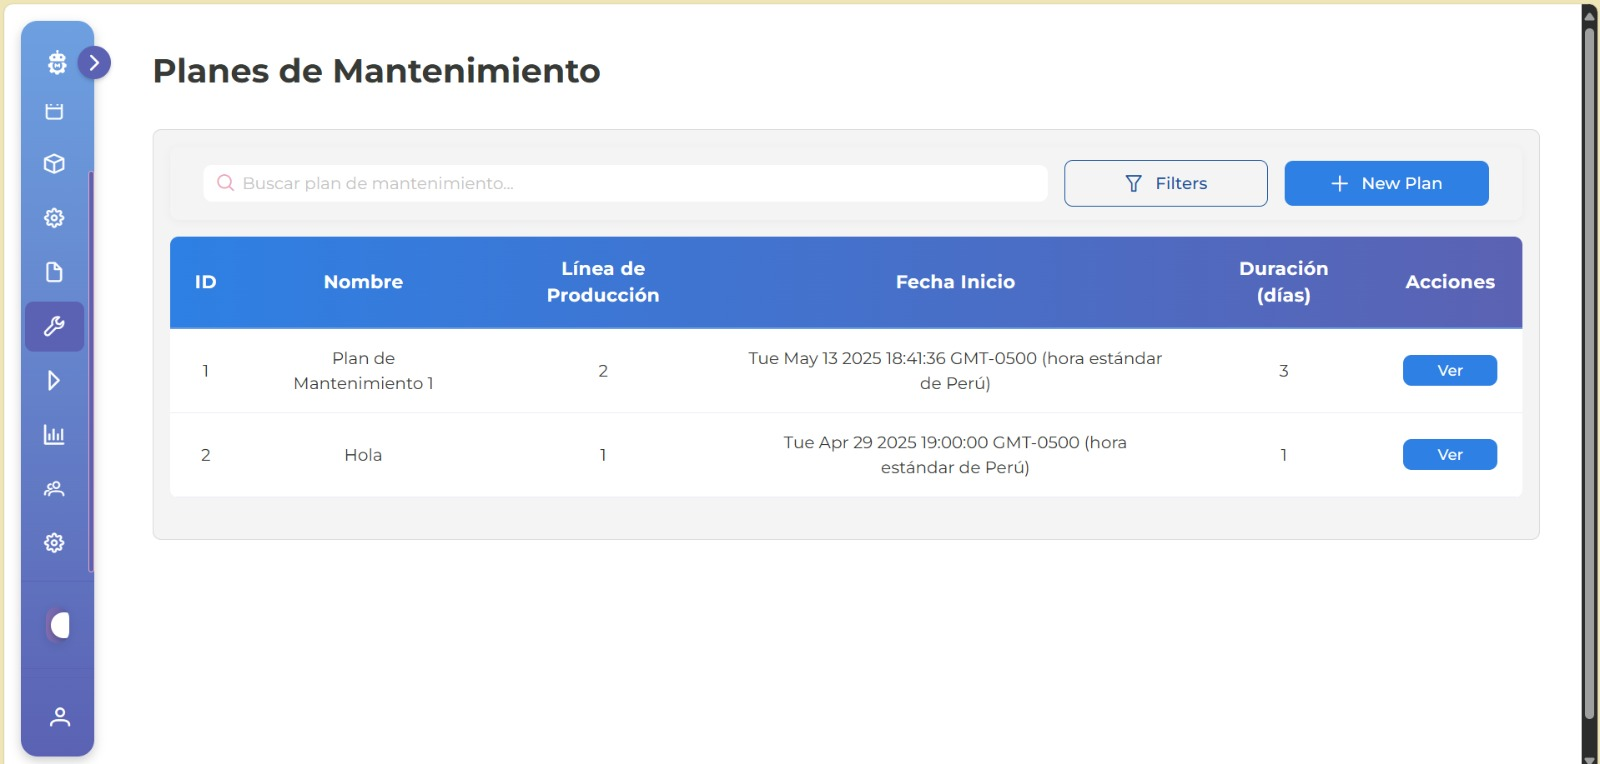 Planes de Mantenimiento
Buscar plan de mantenimiento...
Filters
New Plan
ID
Nombre
Línea de
Producción
Fecha Inicio
Duración
(días)
Acciones
1
Plan de
Mantenimiento 1
2
Tue May 13 2025 18:41:36 GMT-0500 (hora estándar
de Perú)
3
Ver
2
Hola
1
Tue Apr 29 2025 19:00:00 GMT-0500 (hora
estándar de Perú)
1
Ver